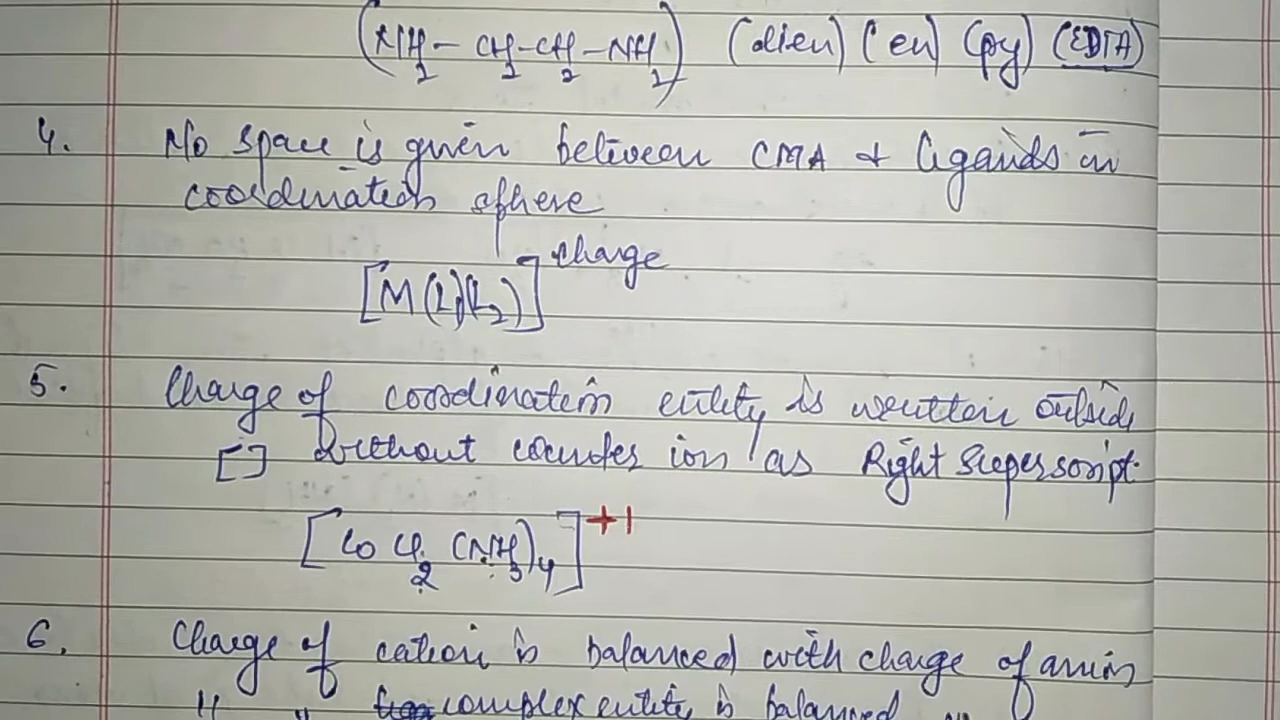 (NH2 - CH2-CH2 - NH2) (dien) (en) (py) (EDTA)
4. No space is given between CMA & ligands in
coordination sphere
[M(L1)(L2)]charge
5. Charge of coordination entity is written outside
[ ] without counter ion as Right Superscript.
[Co Cl2 (NH3)4]+1
6. Charge of cation is balanced with charge of anion
" " complex entity is balanced "